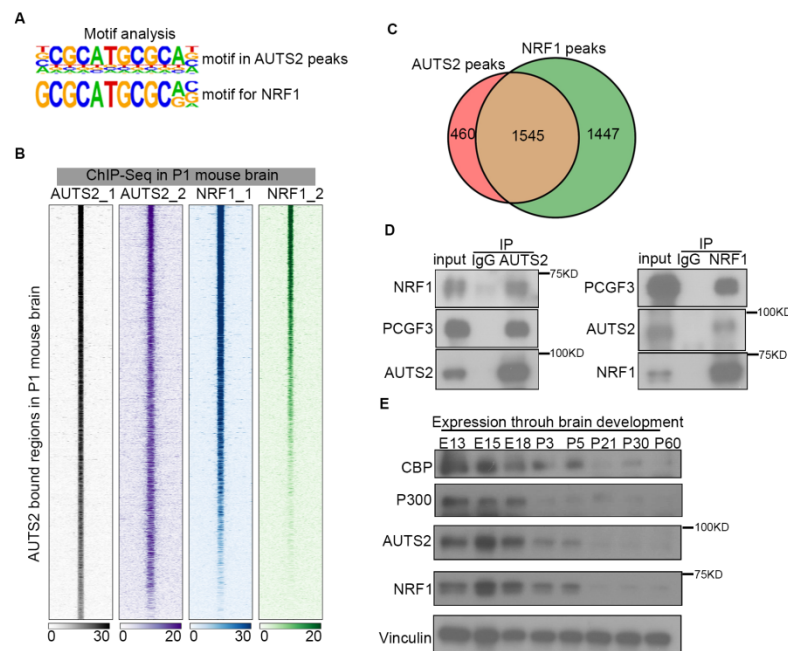 A
Motif analysis
motif in AUTS2 peaks
GCGCATGCGCA
motif for NRF1
B
ChIP-Seq in P1 mouse brain
AUTS2_1 AUTS2_2 NRF1_1 NRF1_2
AUTS2 bound regions in P1 mouse brain
0 30 0 20 0 30 0 20
C
NRF1 peaks
AUTS2 peaks
460 1545 1447
D
IP
input IgG AUTS2
75KD
NRF1
PCGF3
100KD
AUTS2
IP
input IgG NRF1
PCGF3
100KD
AUTS2
75KD
NRF1
E
Expression throuh brain development
E13 E15 E18 P3 P5 P21 P30 P60
CBP
P300
100KD
AUTS2
75KD
NRF1
Vinculin